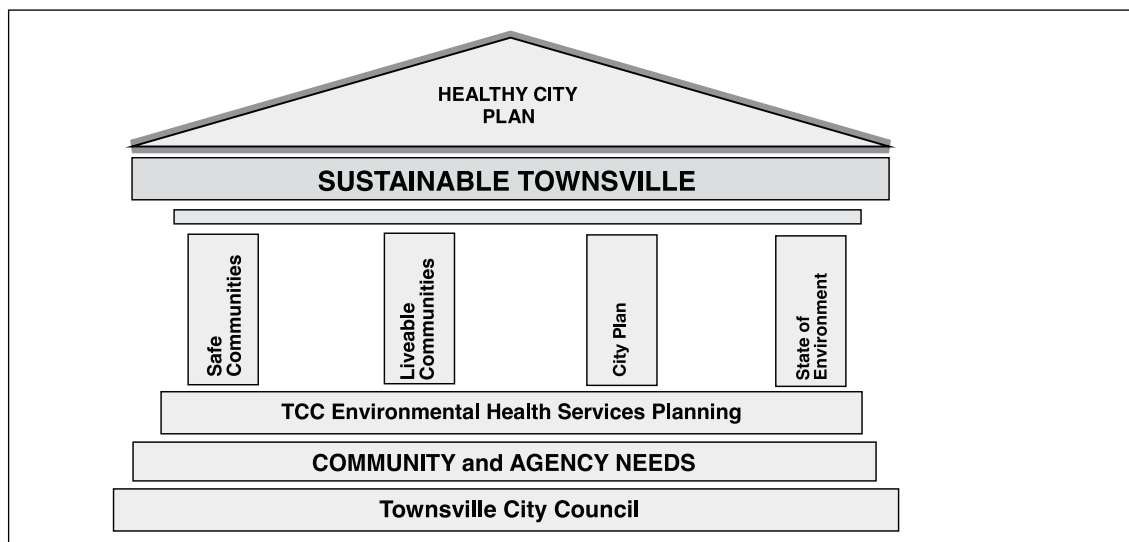 HEALTHY CITY
PLAN
SUSTAINABLE TOWNSVILLE
Safe
Communities
Liveable
Communities
City Plan
State of
Environment
TCC Environmental Health Services Planning
COMMUNITY and AGENCY NEEDS
Townsville City Council